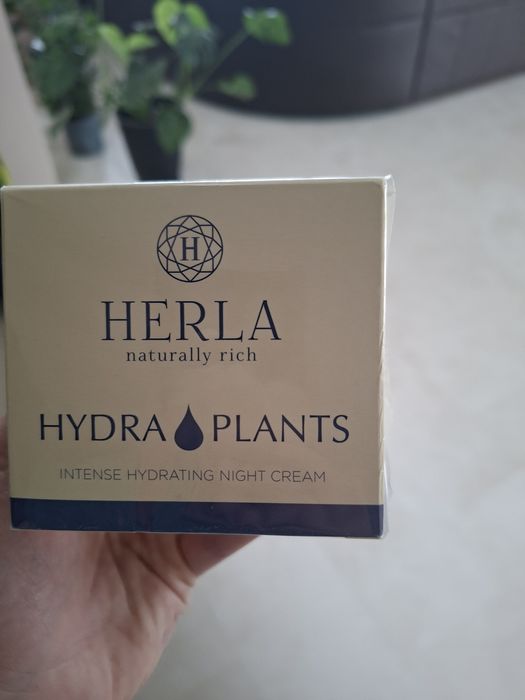 H
HERLA
naturally rich
HYDRA PLANTS
INTENSE HYDRATING NIGHT CREAM